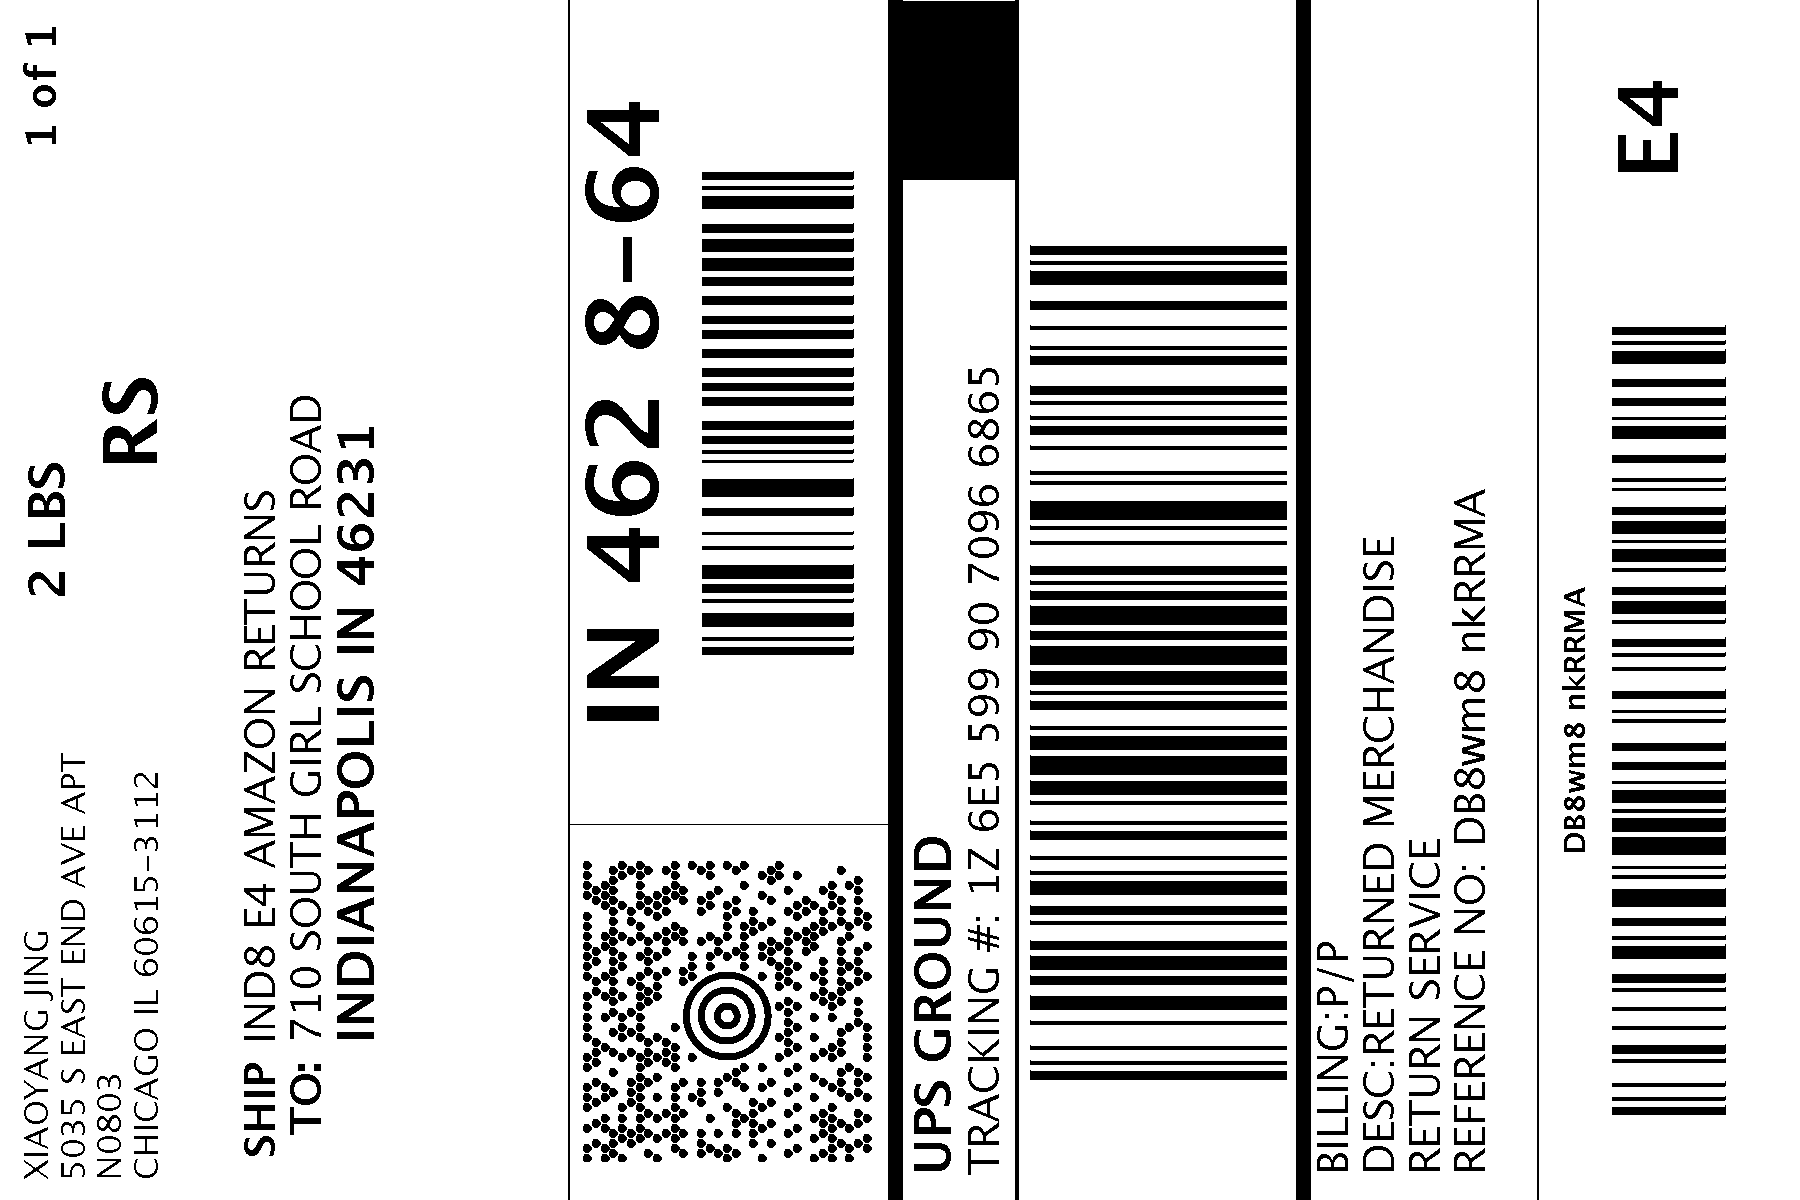 XIAOYANG JING
5035 S EAST END AVE APT
N0803
CHICAGO IL 60615-3112
2 LBS
1 of 1
RS
SHIP TO:
IND8 E4 AMAZON RETURNS
710 SOUTH GIRL SCHOOL ROAD
INDIANAPOLIS IN 46231
IN 462 8-64
UPS GROUND
TRACKING #: 1Z 6E5 599 90 7096 6865
BILLING:P/P
DESC:RETURNED MERCHANDISE
RETURN SERVICE
REFERENCE NO: DB8wm8 nkRRMA
DB8wm8 nkRRMA
E4